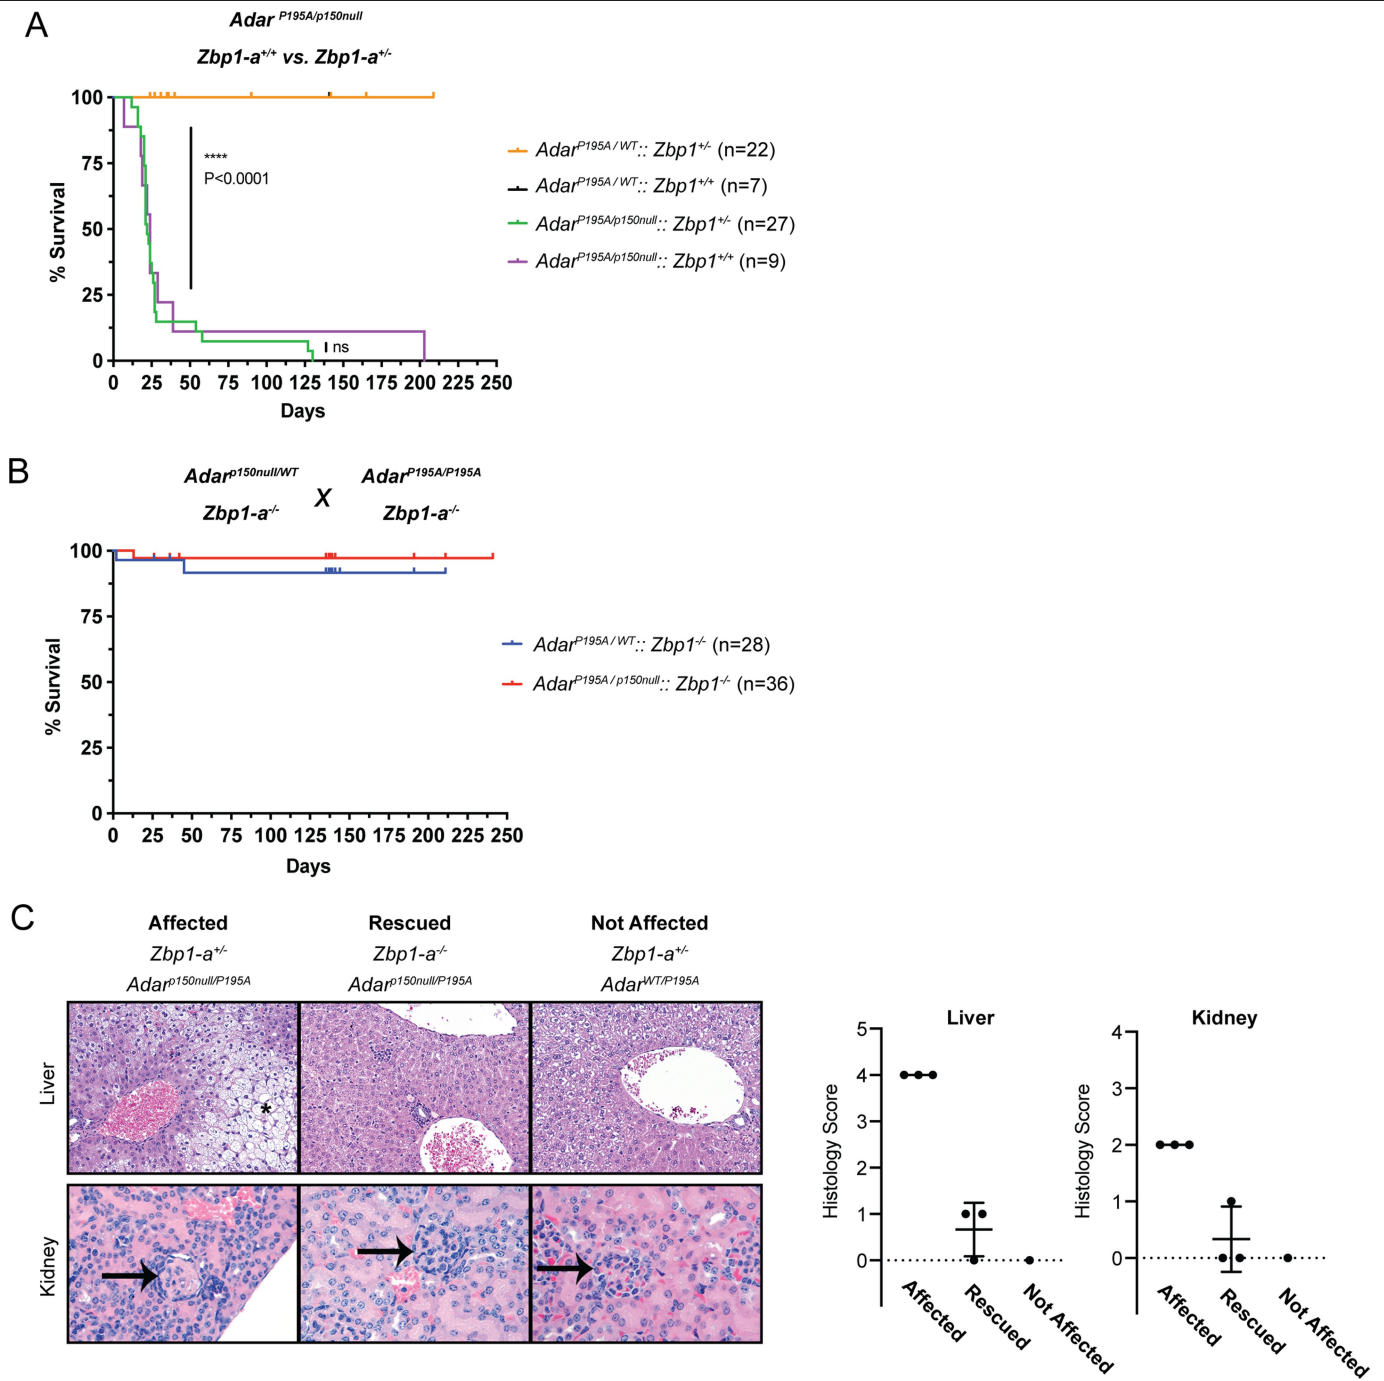 A
Adar P195A/p150null
Zbp1-a+/+ vs. Zbp1-a+/-
100
75
50
25
0
% Survival
****
P<0.0001
ns
0 25 50 75 100 125 150 175 200 225 250
Days
AdarP195A / WT:: Zbp1+/- (n=22)
AdarP195A / WT:: Zbp1+/+ (n=7)
AdarP195A/p150null:: Zbp1+/- (n=27)
AdarP195A/p150null:: Zbp1+/+ (n=9)
B
Adarp150null/WT X AdarP195A/P195A
Zbp1-a-/- Zbp1-a-/-
100
75
50
25
0
% Survival
0 25 50 75 100 125 150 175 200 225 250
Days
AdarP195A / WT:: Zbp1-/- (n=28)
AdarP195A / p150null:: Zbp1-/- (n=36)
C
Affected Rescued Not Affected
Zbp1-a+/- Zbp1-a-/- Zbp1-a+/-
Adarp150null/P195A Adarp150null/P195A AdarWT/P195A
Liver
*
Kidney
Liver
Histology Score
5
4
3
2
1
0
Affected Rescued Not Affected
Kidney
Histology Score
4
3
2
1
0
Affected Rescued Not Affected